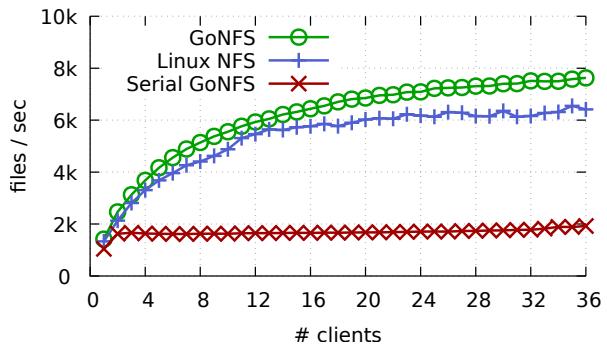 10k
8k
6k
4k
2k
0
files / sec
GoNFS
Linux NFS
Serial GoNFS
0 4 8 12 16 20 24 28 32 36
# clients